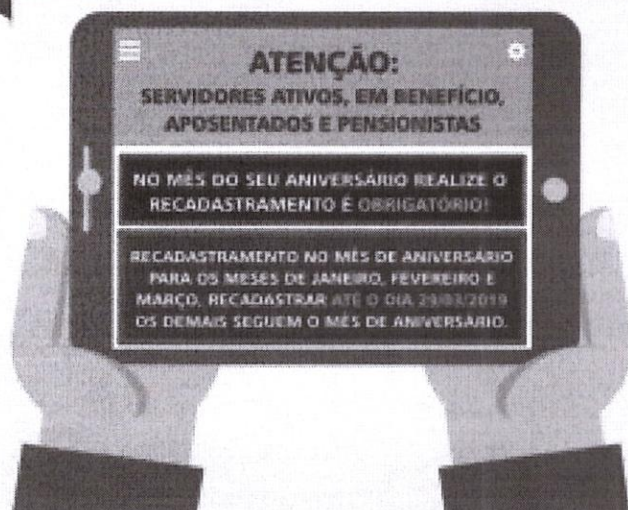 ATENÇÃO:
SERVIDORES ATIVOS, EM BENEFÍCIO,
APOSENTADOS E PENSIONISTAS
NO MÊS DO SEU ANIVERSÁRIO REALIZE O
RECADASTRAMENTO É OBRIGATÓRIO!
RECADASTRAMENTO NO MÊS DE ANIVERSÁRIO
PARA OS MESES DE JANEIRO, FEVEREIRO E
MARÇO, RECADASTRAR ATÉ O DIA 29/03/2019
OS DEMAIS SEGUEM O MÊS DE ANIVERSÁRIO.